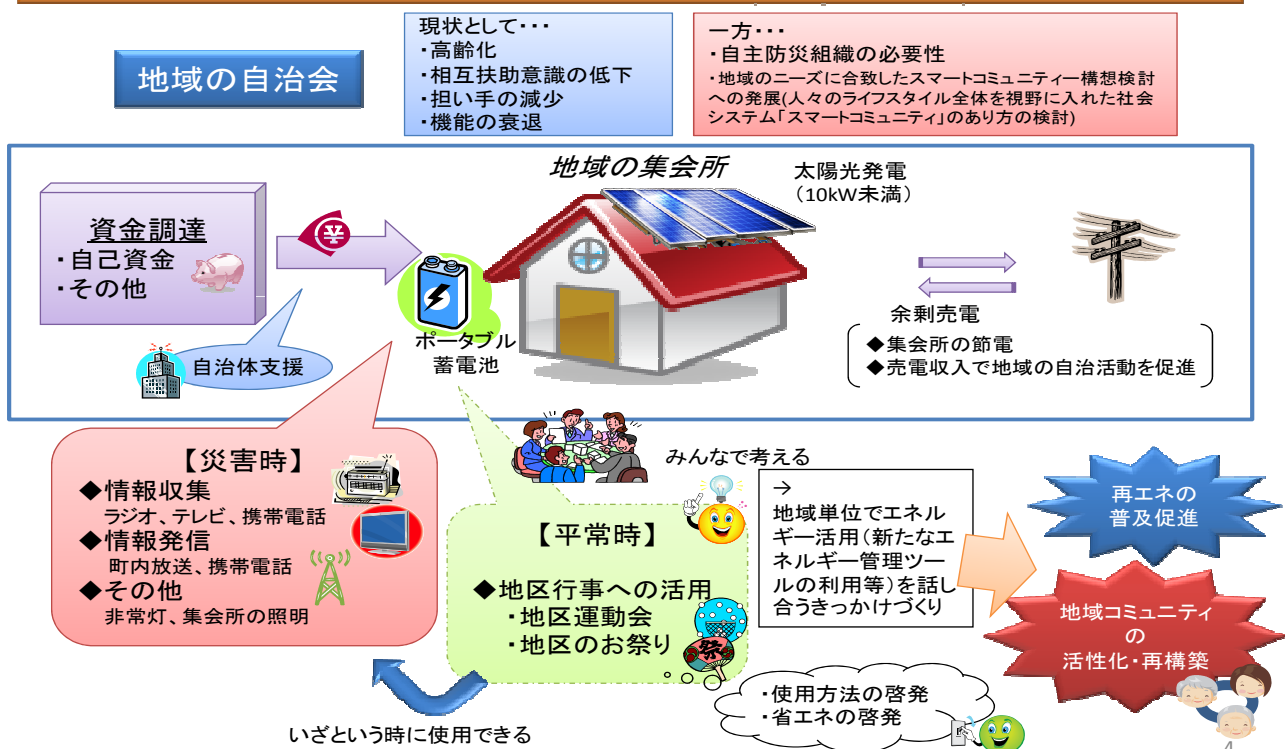 地域の自治会
現状として・・・
・高齢化
・相互扶助意識の低下
・担い手の減少
・機能の衰退
一方・・・
・自主防災組織の必要性
・地域のニーズに合致したスマートコミュニティー構想検討
への発展(人々のライフスタイル全体を視野に入れた社会
システム「スマートコミュニティ」のあり方の検討)
地域の集会所
太陽光発電
(10kW未満)
資金調達
・自己資金
・その他
自治体支援
ポータブル
蓄電池
余剰売電
◆集会所の節電
◆売電収入で地域の自治活動を促進
【災害時】
◆情報収集
ラジオ、テレビ、携帯電話
◆情報発信
町内放送、携帯電話
◆その他
非常灯、集会所の照明
みんなで考える
【平常時】
◆地区行事への活用
・地区運動会
・地区のお祭り
祭
→
地域単位でエネル
ギー活用(新たなエ
ネルギー管理ツー
ルの利用等)を話し
合うきっかけづくり
再エネの
普及促進
地域コミュニティ
の
活性化・再構築
・使用方法の啓発
・省エネの啓発
いざという時に使用できる
4